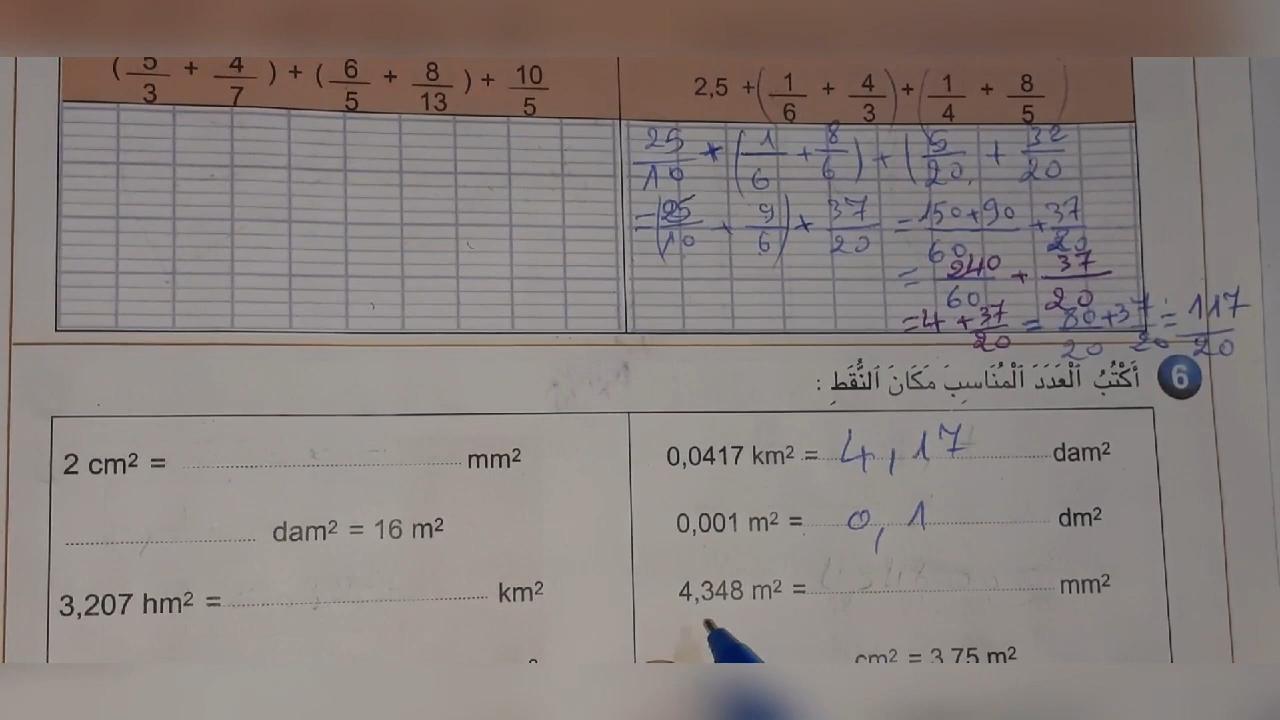 ( 5/3 + 4/7 ) + ( 6/5 + 8/13 ) + 10/5
2,5 + ( 1/6 + 4/3 ) + ( 1/4 + 8/5 )
25/10 + ( 1/6 + 8/6 ) + ( 5/20 + 32/20
= ( 25/10 + 9/6 ) + 37/20 = 150+90/60 + 37/20
= 240/60 + 37/20
= 4 + 37/20 = 80+37/20 = 117/20
6 أَكْتُبُ ٱلْعَدَدَ ٱلْمُنَاسِبَ مَكَانَ ٱلنُّقَطِ :
2 cm² = .................... mm²
.................... dam² = 16 m²
3,207 hm² = .................... km²
0,0417 km² = 4,17 dam²
0,001 m² = 0,1 dm²
4,348 m² = .................... mm²
cm² = 3,75 m²